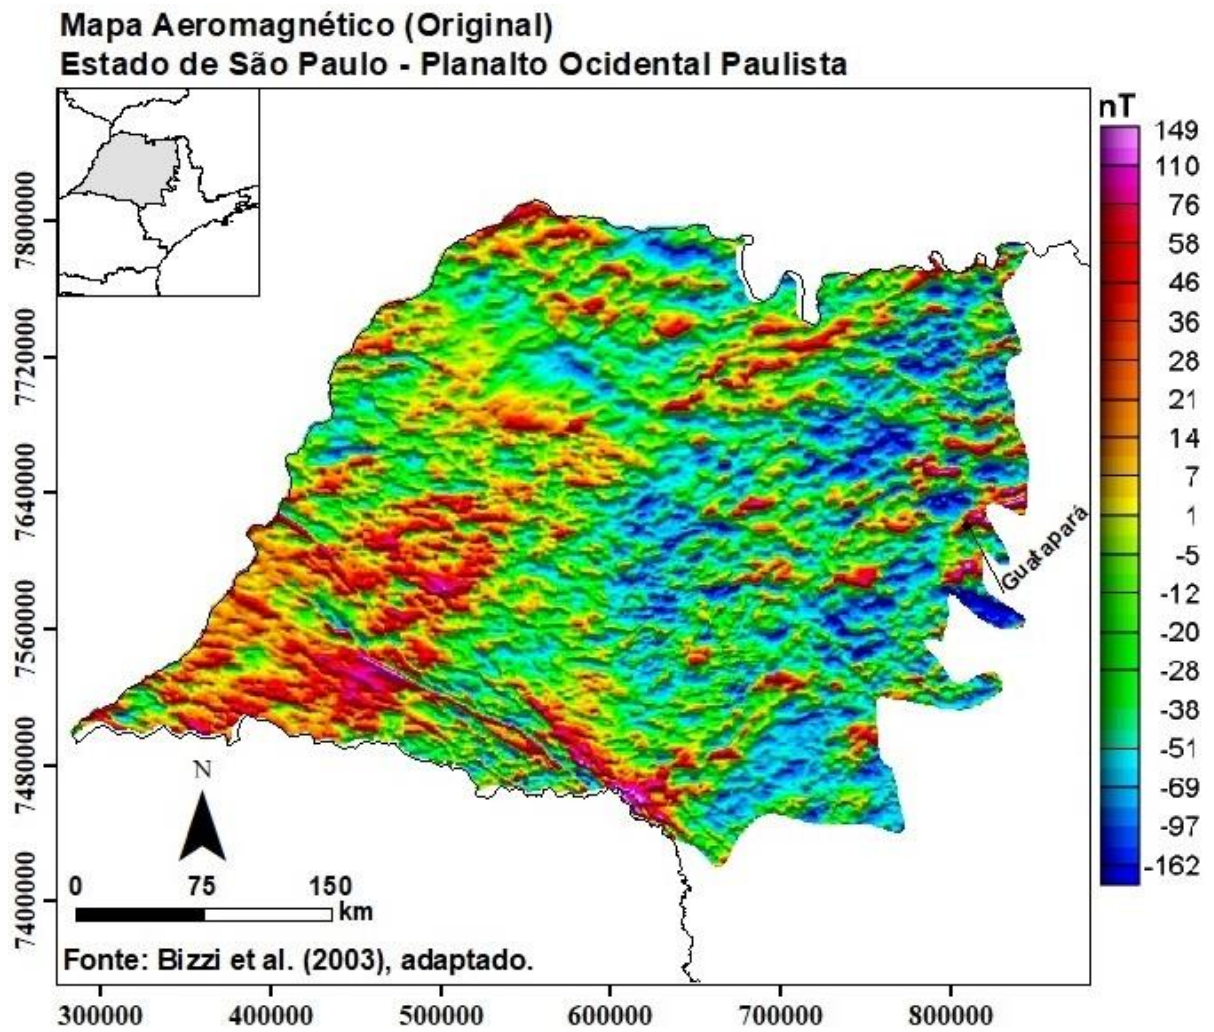 Mapa Aeromagnético (Original)
Estado de São Paulo - Planalto Ocidental Paulista
nT
149
110
76
58
46
36
28
21
14
7
1
-5
-12
-20
-28
-38
-51
-69
-97
-162
7800000
7720000
7640000
7560000
7480000
7400000
Guatapará
N
0 75 150
km
Fonte: Bizzi et al. (2003), adaptado.
300000 400000 500000 600000 700000 800000